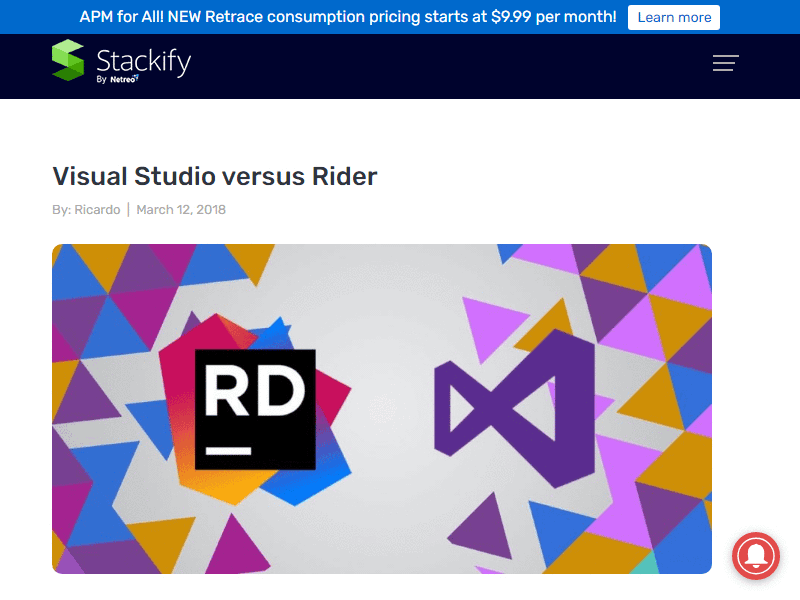 APM for All! NEW Retrace consumption pricing starts at $9.99 per month! Learn more
Stackify
By Netreo
Visual Studio versus Rider
By: Ricardo | March 12, 2018
RD